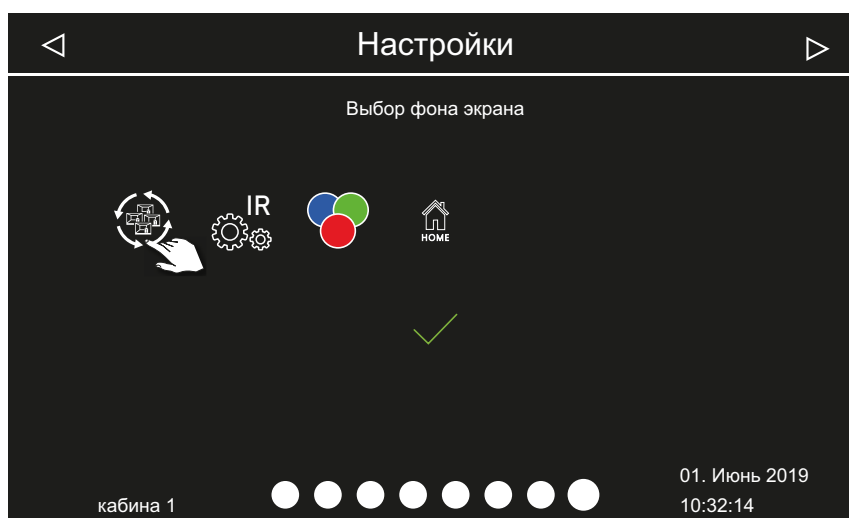 Настройки
Выбор фона экрана
IR
HOME
01. Июнь 2019
кабина 1
10:32:14